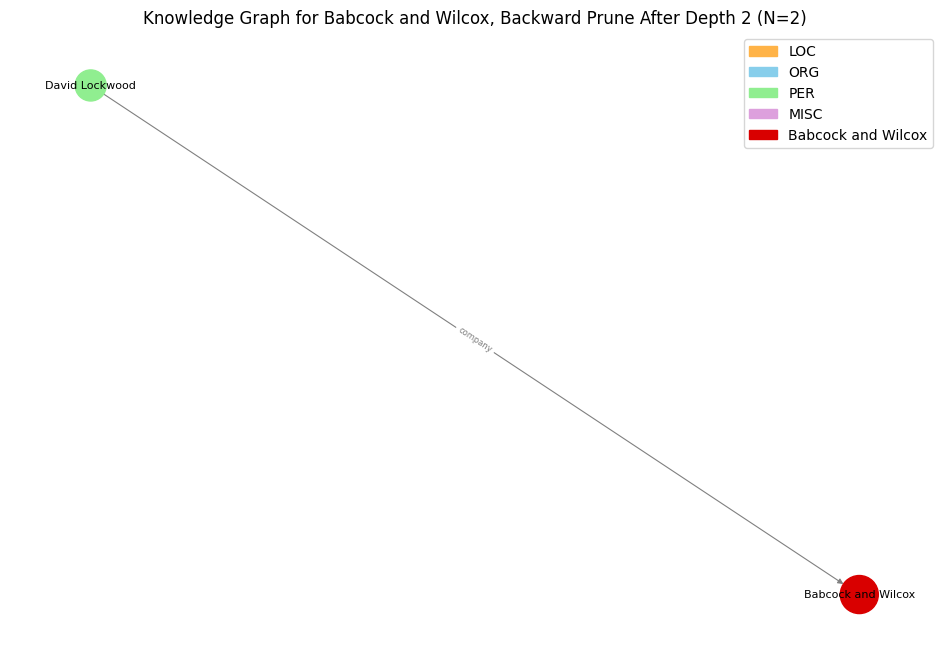 Knowledge Graph for Babcock and Wilcox, Backward Prune After Depth 2 (N=2)
LOC
ORG
PER
MISC
Babcock and Wilcox
David Lockwood
company
Babcock and Wilcox